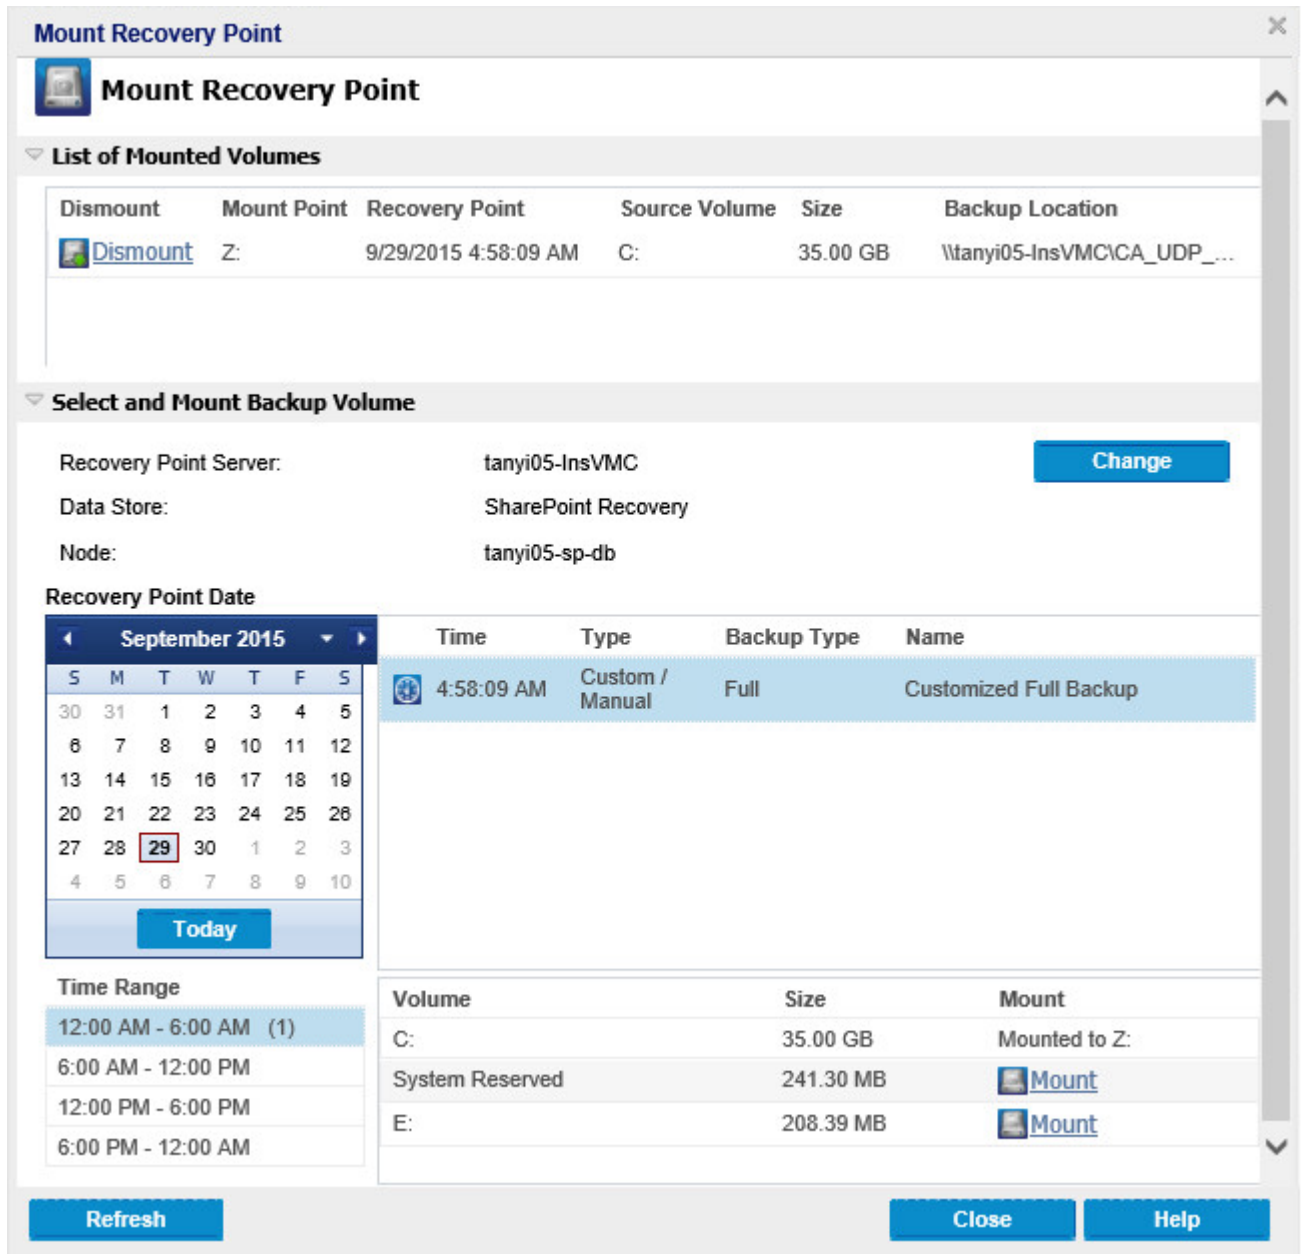 Mount Recovery Point
Mount Recovery Point
List of Mounted Volumes
Dismount Mount Point Recovery Point Source Volume Size Backup Location
Dismount Z: 9/29/2015 4:58:09 AM C: 35.00 GB \\tanyi05-InsVMC\CA_UDP_...
Select and Mount Backup Volume
Recovery Point Server: tanyi05-InsVMC Change
Data Store: SharePoint Recovery
Node: tanyi05-sp-db
Recovery Point Date
September 2015
S M T W T F S
30 31 1 2 3 4 5
6 7 8 9 10 11 12
13 14 15 16 17 18 19
20 21 22 23 24 25 26
27 28 29 30 1 2 3
4 5 6 7 8 9 10
Today
Time Type Backup Type Name
4:58:09 AM Custom / Manual Full Customized Full Backup
Time Range
12:00 AM - 6:00 AM (1)
6:00 AM - 12:00 PM
12:00 PM - 6:00 PM
6:00 PM - 12:00 AM
Volume Size Mount
C: 35.00 GB Mounted to Z:
System Reserved 241.30 MB Mount
E: 208.39 MB Mount
Refresh Close Help